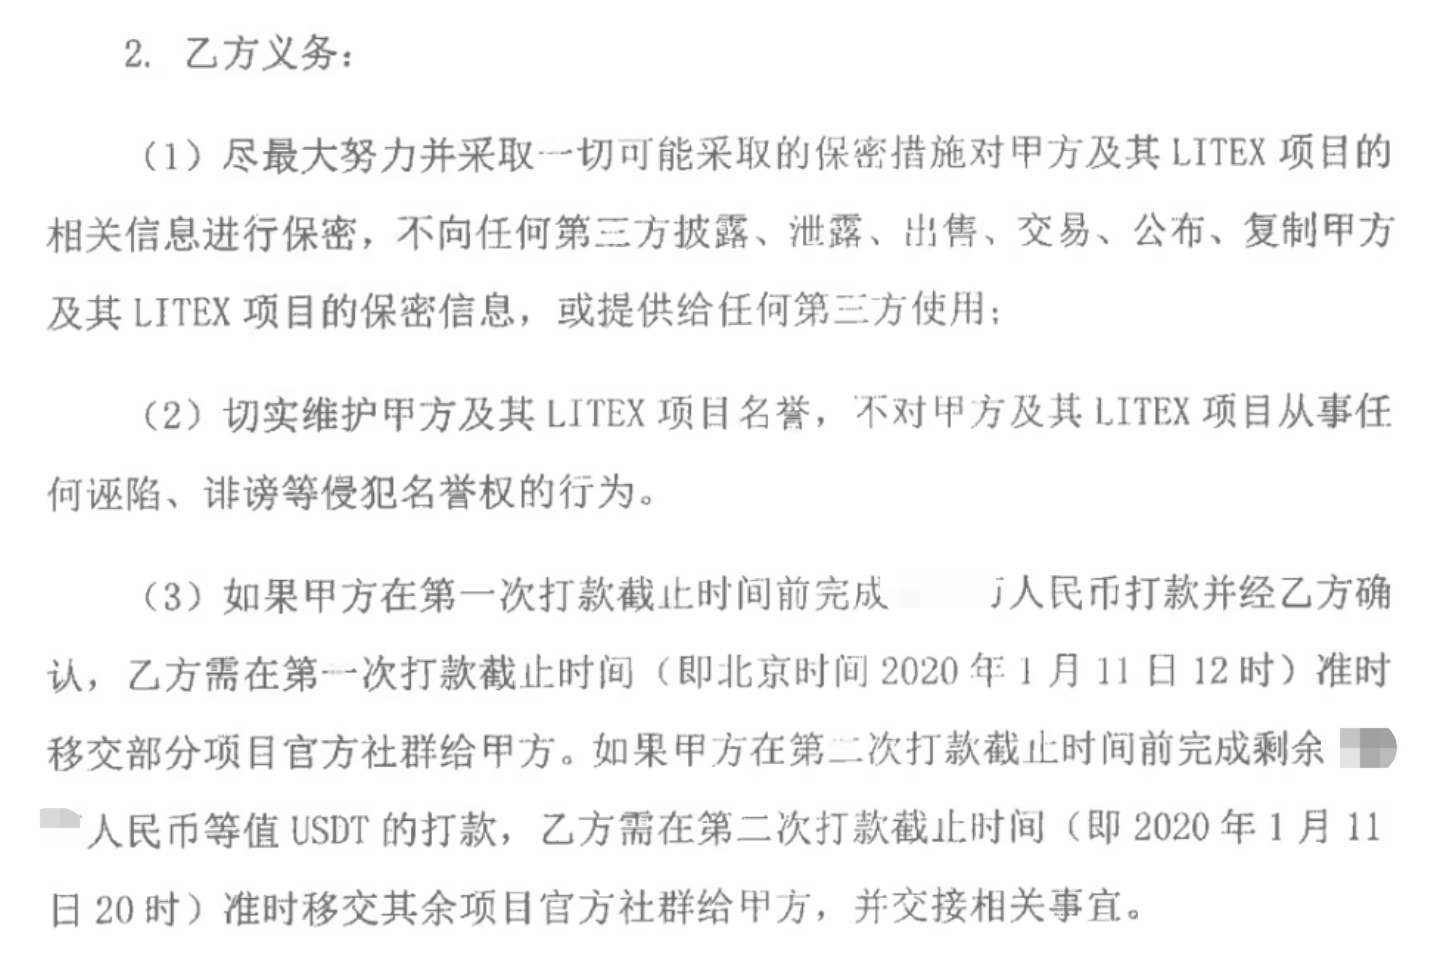 2. 乙方义务：
（1）尽最大努力并采取一切可能采取的保密措施对甲方及其 LITEX 项目的
相关信息进行保密，不向任何第三方披露、泄露、出售、交易、公布、复制甲方
及其 LITEX 项目的保密信息，或提供给任何第三方使用；
（2）切实维护甲方及其 LITEX 项目名誉，不对甲方及其 LITEX 项目从事任
何诬陷、诽谤等侵犯名誉权的行为。
（3）如果甲方在第一次打款截止时间前完成 人民币打款并经乙方确
认，乙方需在第一次打款截止时间（即北京时间 2020 年 1 月 11 日 12 时）准时
移交部分项目官方社群给甲方。如果甲方在第二次打款截止时间前完成剩余
人民币等值 USDT 的打款，乙方需在第二次打款截止时间（即 2020 年 1 月 11
日 20 时）准时移交其余项目官方社群给甲方，并交接相关事宜。